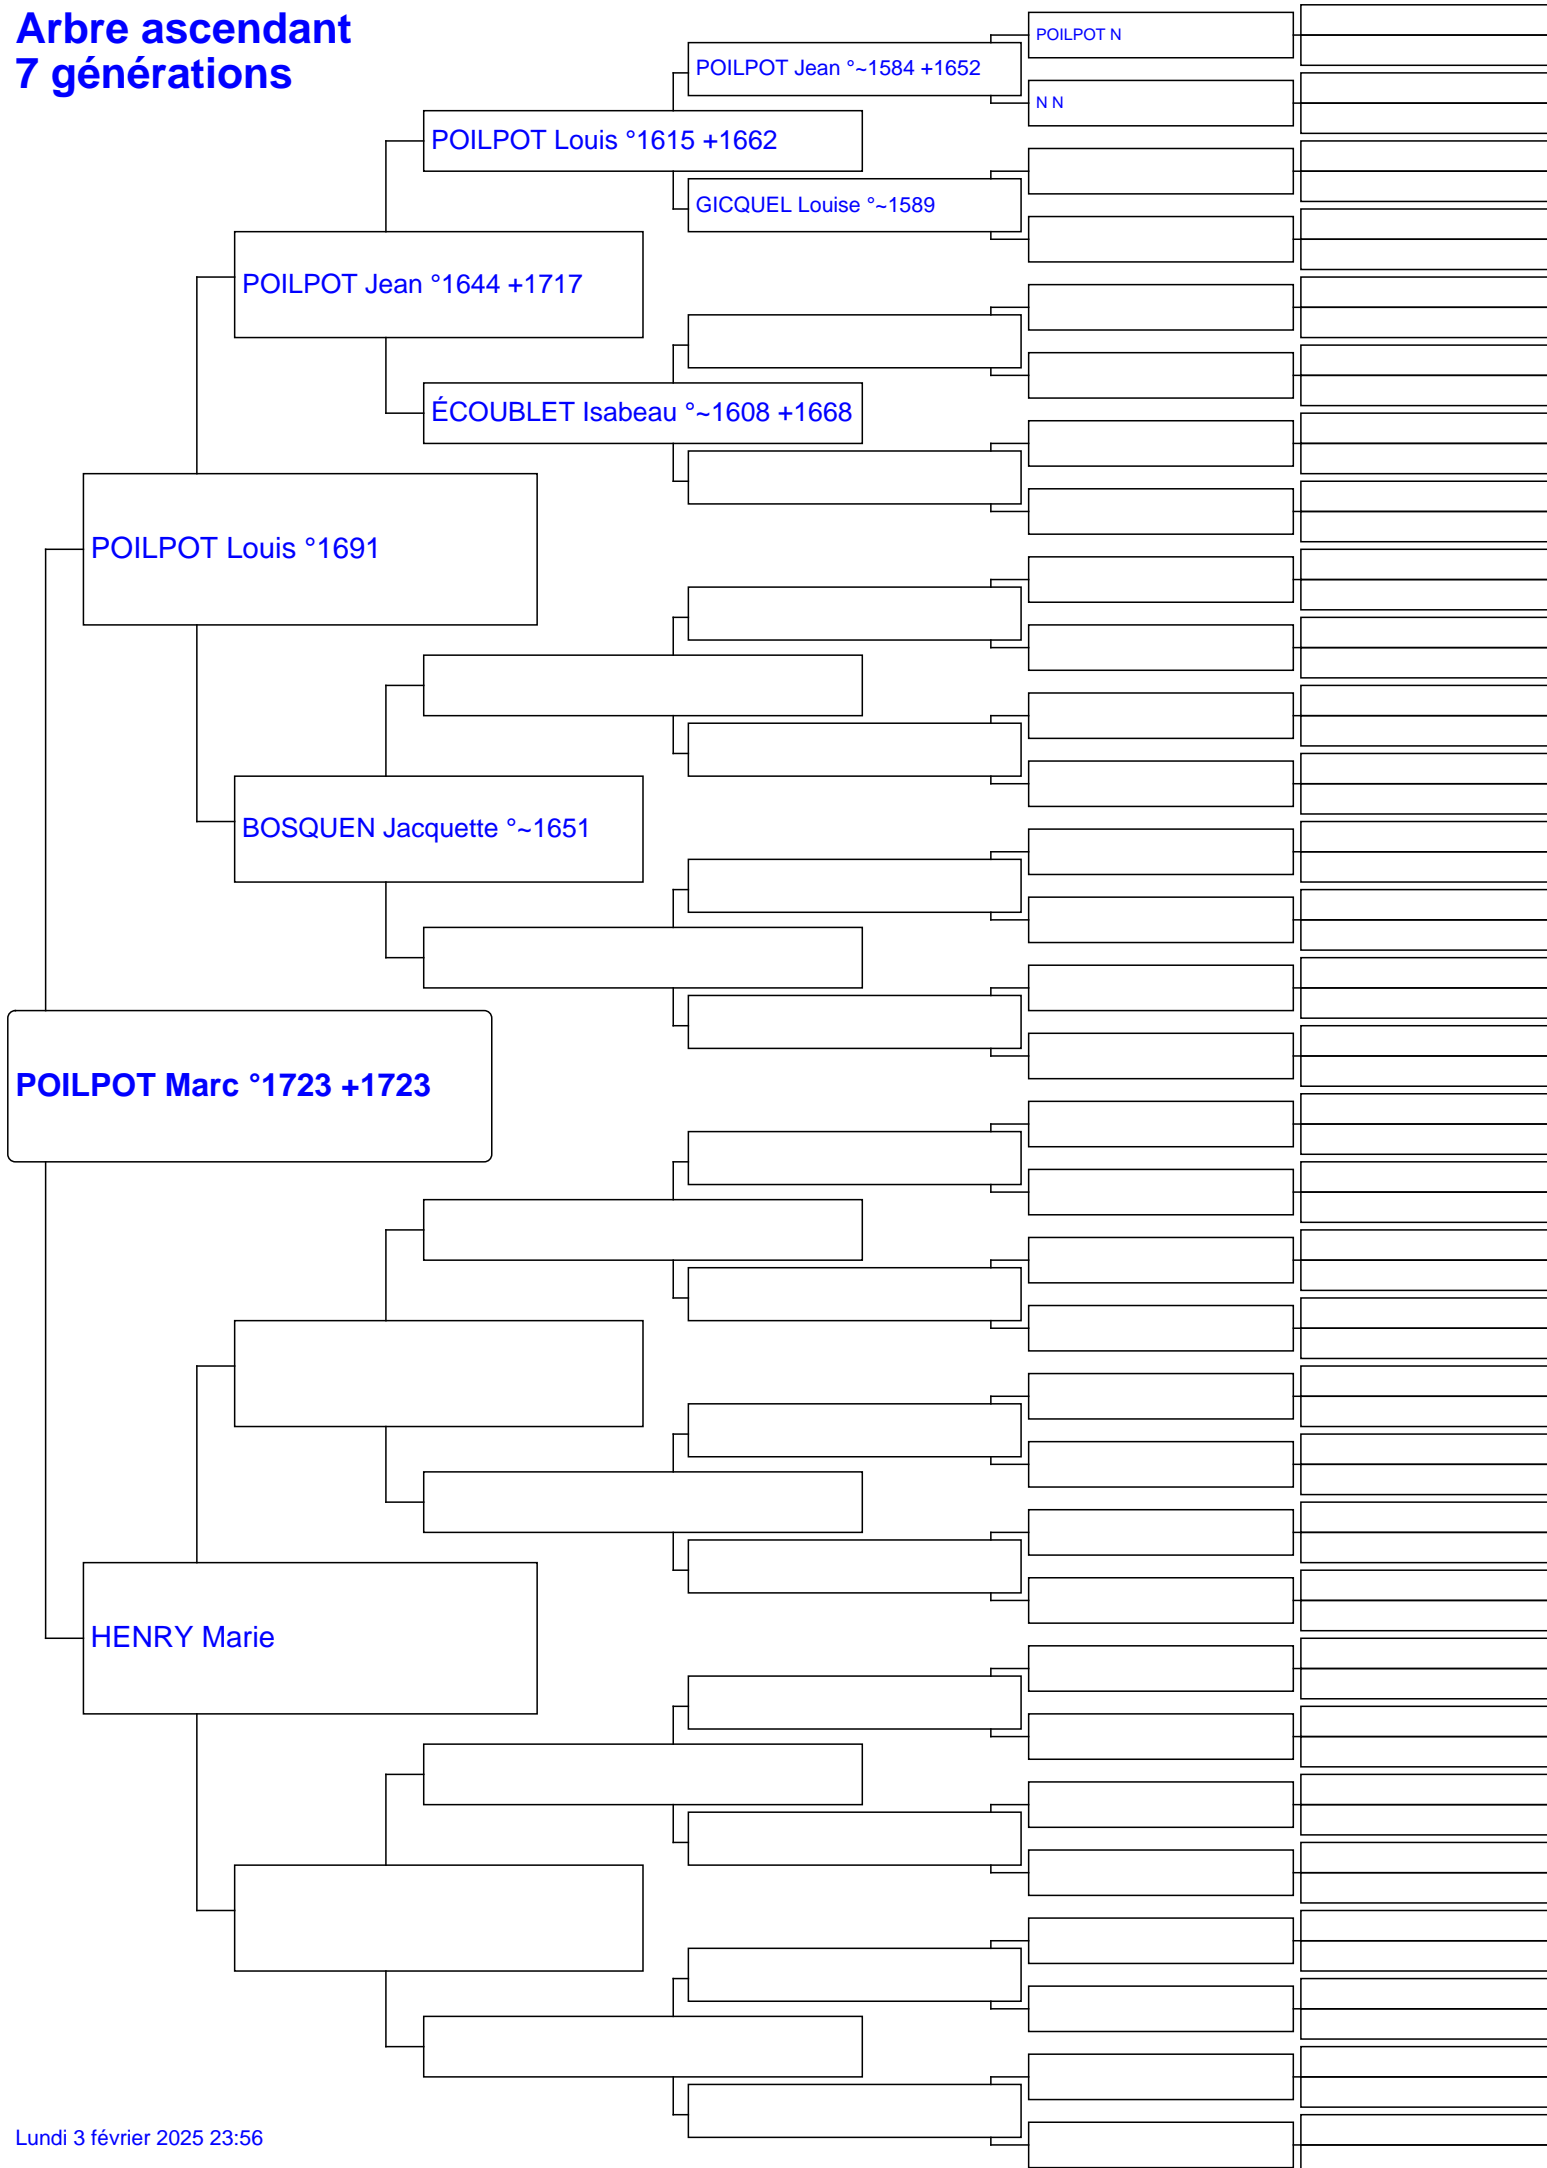 Arbre ascendant
7 générations
POILPOT N
POILPOT Jean °~1584 +1652
N N
POILPOT Louis °1615 +1662
GICQUEL Louise °~1589
POILPOT Jean °1644 +1717
ÉCOUBLET Isabeau °~1608 +1668
POILPOT Louis °1691
BOSQUEN Jacquette °~1651
POILPOT Marc °1723 +1723
HENRY Marie
Lundi 3 février 2025 23:56